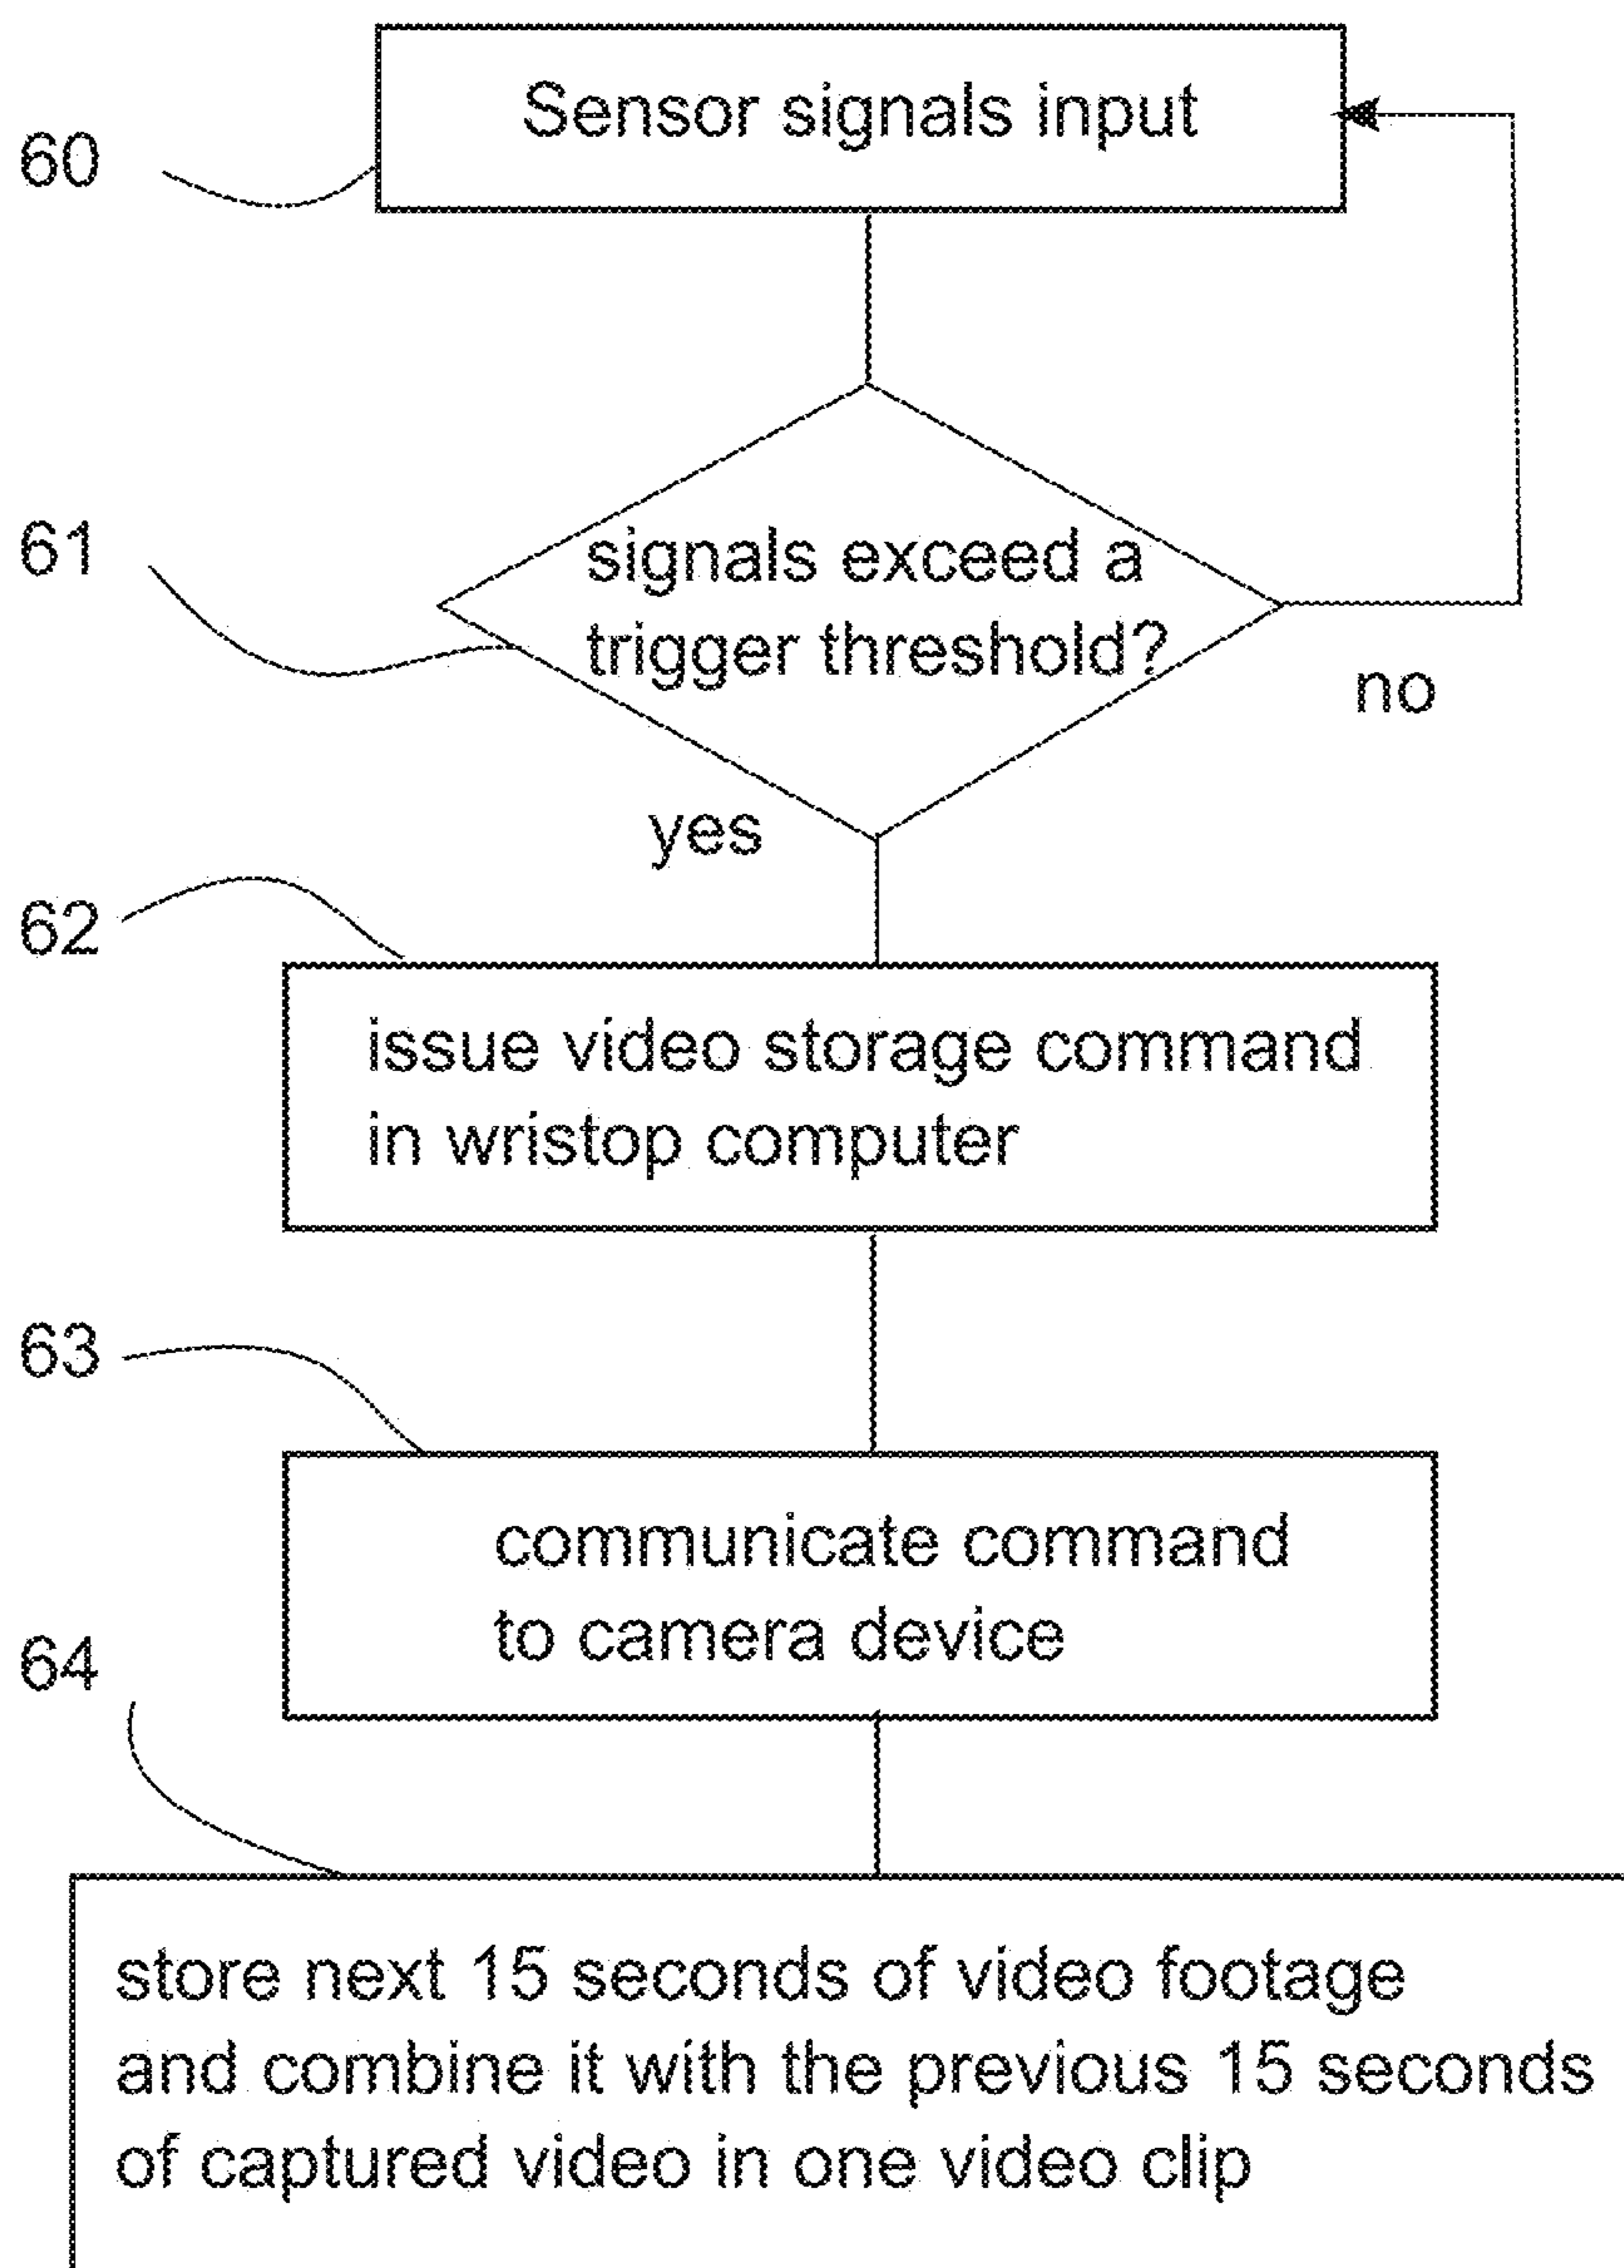 Sensor signals input
60
61
signals exceed a
trigger threshold?
no
yes
62
issue video storage command
in wristop computer
63
communicate command
to camera device
64
store next 15 seconds of video footage
and combine it with the previous 15 seconds
of captured video in one video clip